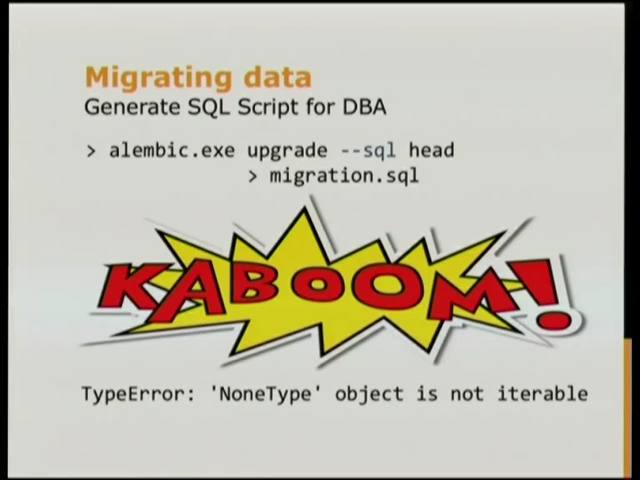 Migrating data
Generate SQL Script for DBA
> alembic.exe upgrade --sql head
> migration.sql
KABOOM!
TypeError: 'NoneType' object is not iterable